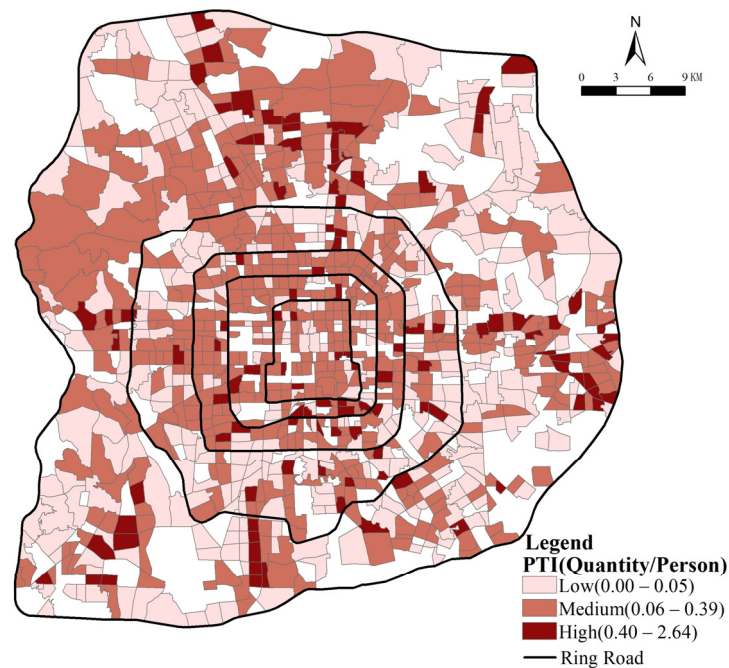 N
0 3 6 9 KM
Legend
PTI(Quantity/Person)
Low(0.00 – 0.05)
Medium(0.06 – 0.39)
High(0.40 – 2.64)
Ring Road